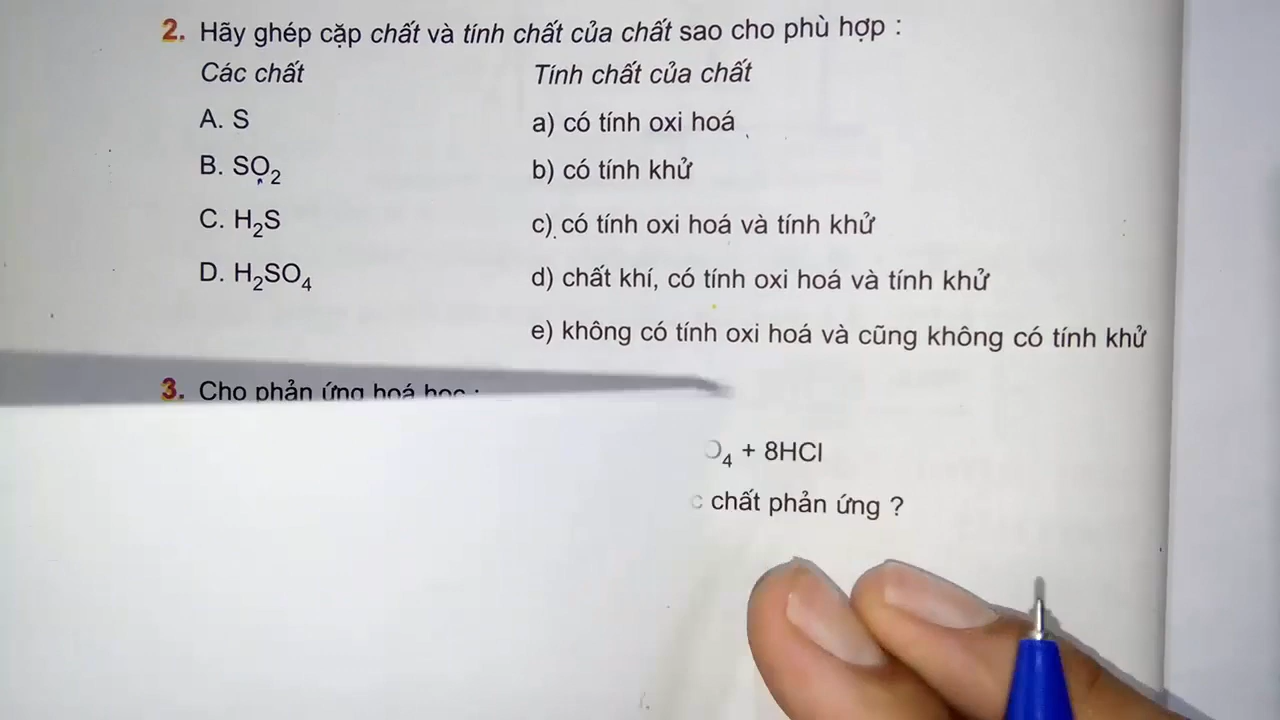 2. Hãy ghép cặp chất và tính chất của chất sao cho phù hợp :
Các chất
Tính chất của chất
A. S
a) có tính oxi hoá
B. SO₂
b) có tính khử
C. H₂S
c) có tính oxi hoá và tính khử
D. H₂SO₄
d) chất khí, có tính oxi hoá và tính khử
e) không có tính oxi hoá và cũng không có tính khử
3. Cho phản ứng hoá học :
O₄ + 8HCl
c chất phản ứng ?